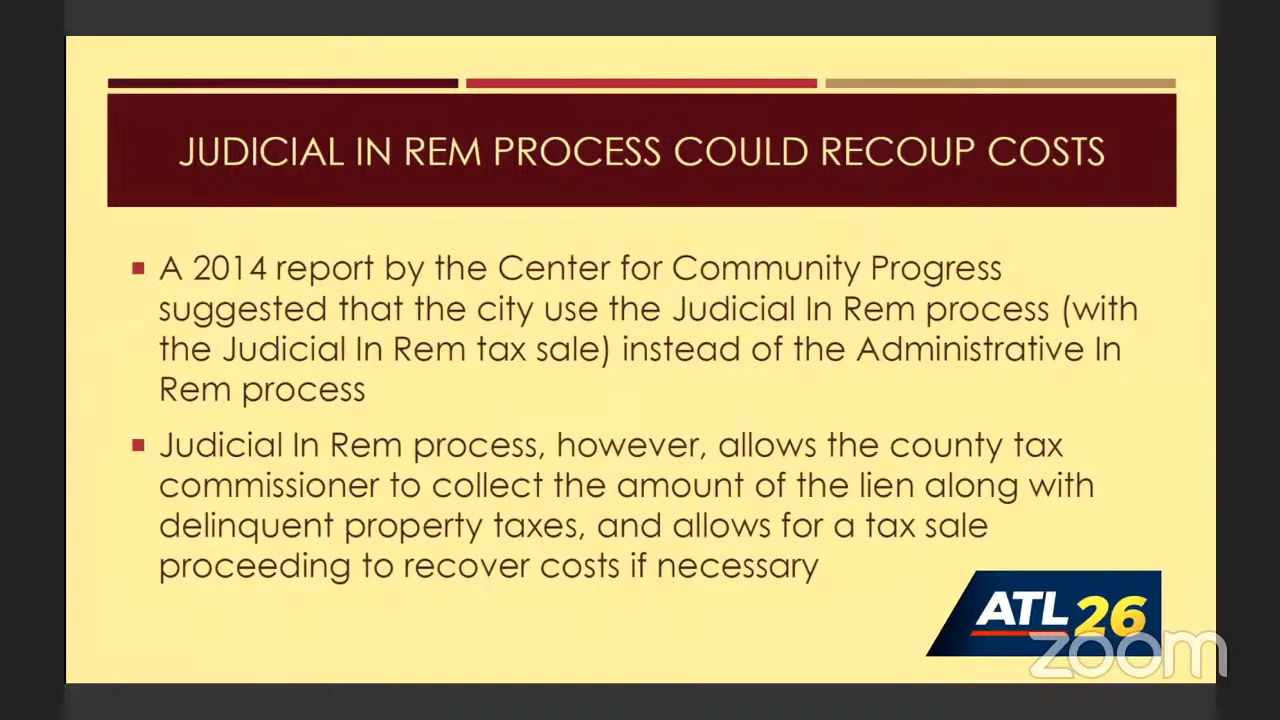 JUDICIAL IN REM PROCESS COULD RECOUP COSTS
A 2014 report by the Center for Community Progress
suggested that the city use the Judicial In Rem process (with
the Judicial In Rem tax sale) instead of the Administrative In
Rem process
Judicial In Rem process, however, allows the county tax
commissioner to collect the amount of the lien along with
delinquent property taxes, and allows for a tax sale
proceeding to recover costs if necessary
ATL 26
zoom